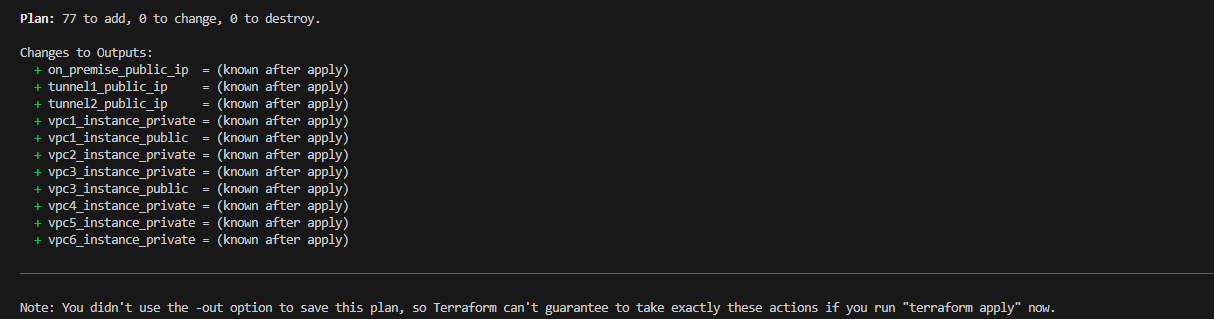 Plan: 77 to add, 0 to change, 0 to destroy.
Changes to Outputs:
+ on_premise_public_ip  = (known after apply)
+ tunnel1_public_ip     = (known after apply)
+ tunnel2_public_ip     = (known after apply)
+ vpc1_instance_private = (known after apply)
+ vpc1_instance_public  = (known after apply)
+ vpc2_instance_private = (known after apply)
+ vpc3_instance_private = (known after apply)
+ vpc3_instance_public  = (known after apply)
+ vpc4_instance_private = (known after apply)
+ vpc5_instance_private = (known after apply)
+ vpc6_instance_private = (known after apply)
Note: You didn't use the -out option to save this plan, so Terraform can't guarantee to take exactly these actions if you run "terraform apply" now.